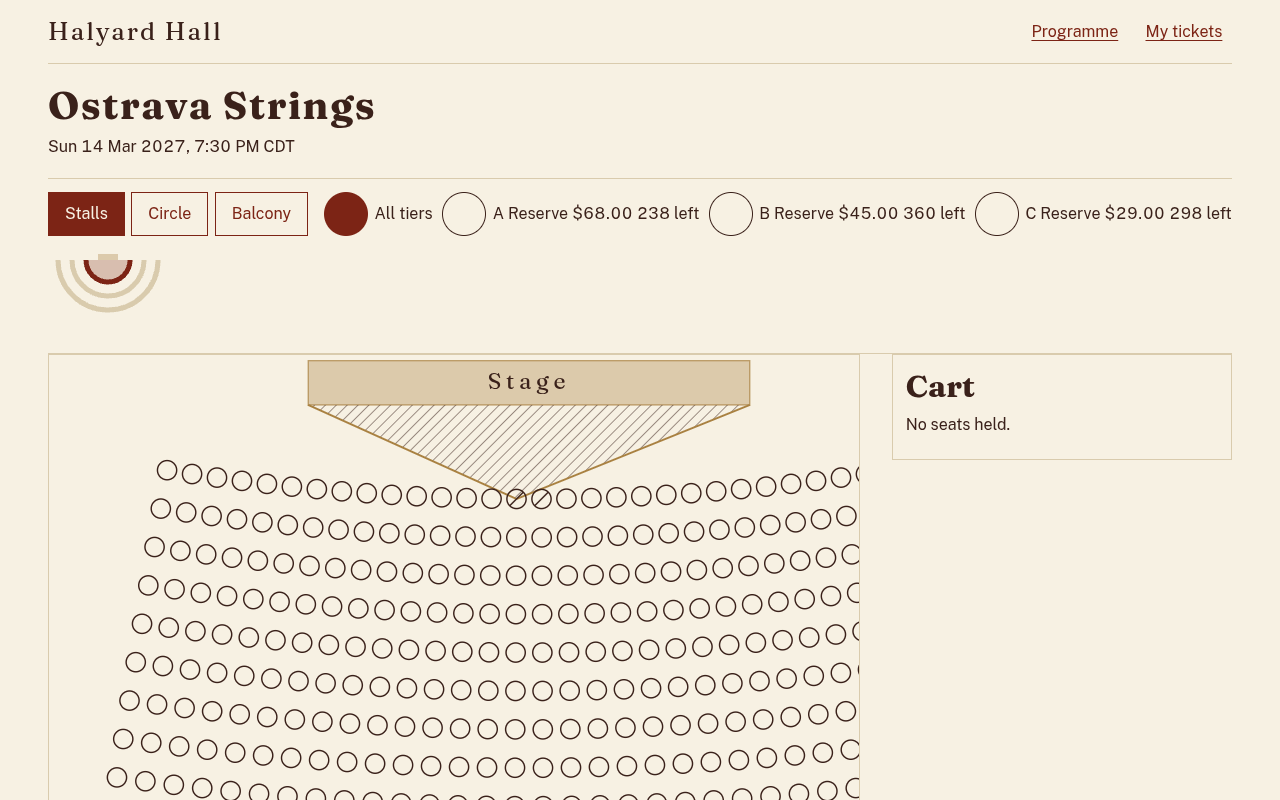 Halyard Hall
Programme My tickets
Ostrava Strings
Sun 14 Mar 2027, 7:30 PM CDT
Stalls Circle Balcony All tiers A Reserve $68.00 238 left B Reserve $45.00 360 left C Reserve $29.00 298 left
Stage
Cart
No seats held.